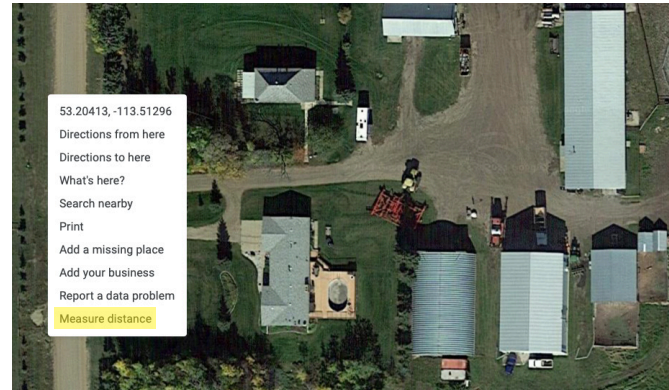 53.20413, -113.51296
Directions from here
Directions to here
What's here?
Search nearby
Print
Add a missing place
Add your business
Report a data problem
Measure distance